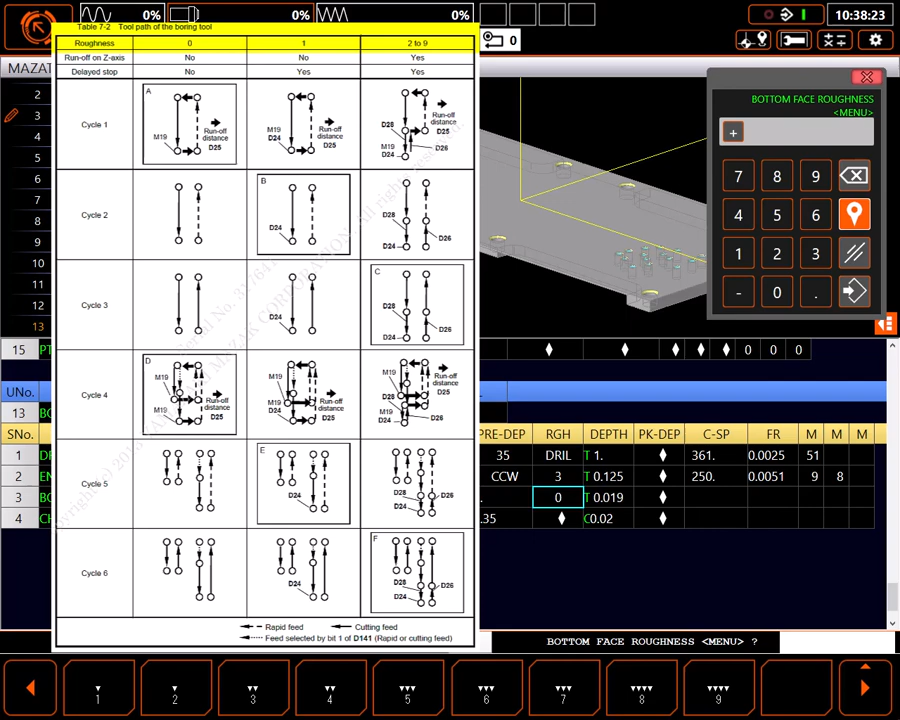 0%
0%
0%
10:38:23
0
MAZAT
2
3
4
5
6
7
8
9
10
11
12
13
Table 7-2 Tool path of the boring tool
Roughness 0 1 2 to 9
Run-off on Z-axis No No Yes
Delayed stop No Yes Yes
Cycle 1
A
M19
Run-off
distance
D25
M19
D24
Run-off
distance
D25
D28
M19
D24
Run-off
distance
D25
D26
Cycle 2
B
D24
D28
D24
D26
Cycle 3
D24
C
D28
D24
D26
Cycle 4
D
M19
M19
Run-off
distance
D25
M19
M19
D24
Run-off
distance
D25
M19
D28
M19
D24
Run-off
distance
D25
D26
Cycle 5
E
D24
D28
D24
D26
Cycle 6
D24
F
D28
D24
D26
Rapid feed Cutting feed
Feed selected by bit 1 of D141 (Rapid or cutting feed)
BOTTOM FACE ROUGHNESS
<MENU>
+
7 8 9
4 5 6
1 2 3
- 0 .
15 PT ♦ ♦ ♦ ♦ ♦ 0 0 0
UNo.
13 BO
SNo. PRE-DEP RGH DEPTH PK-DEP C-SP FR M M M
1 DR 35 DRIL T 1. ♦ 361. 0.0025 51
2 EN CCW 3 T 0.125 ♦ 250. 0.0051 9 8
3 BO 0 T 0.019 ♦
4 CH .35 ♦ C0.02 ♦
BOTTOM FACE ROUGHNESS <MENU> ?
▼
1
▼
2
▼▼
3
▼▼
4
▼▼▼
5
▼▼▼
6
▼▼▼
7
▼▼▼▼
8
▼▼▼▼
9